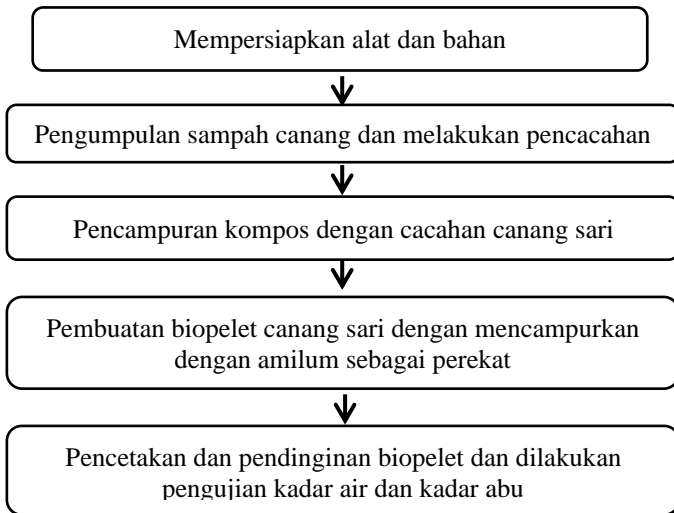 Mempersiapkan alat dan bahan
Pengumpulan sampah canang dan melakukan pencacahan
Pencampuran kompos dengan cacahan canang sari
Pembuatan biopelet canang sari dengan mencampurkan
dengan amilum sebagai perekat
Pencetakan dan pendinginan biopelet dan dilakukan
pengujian kadar air dan kadar abu